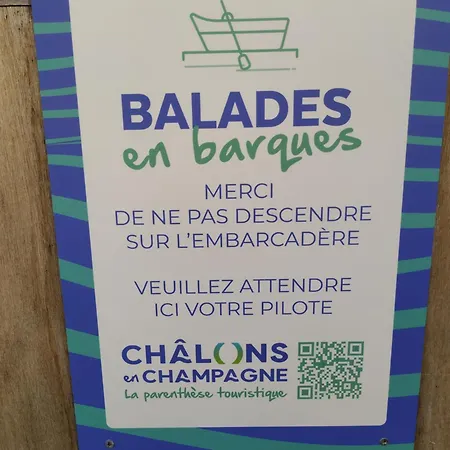 BALADES
en barques
MERCI
DE NE PAS DESCENDRE
SUR L'EMBARCADÈRE
VEUILLEZ ATTENDRE
ICI VOTRE PILOTE
CHÂLONS
en CHAMPAGNE
La parenthèse touristique